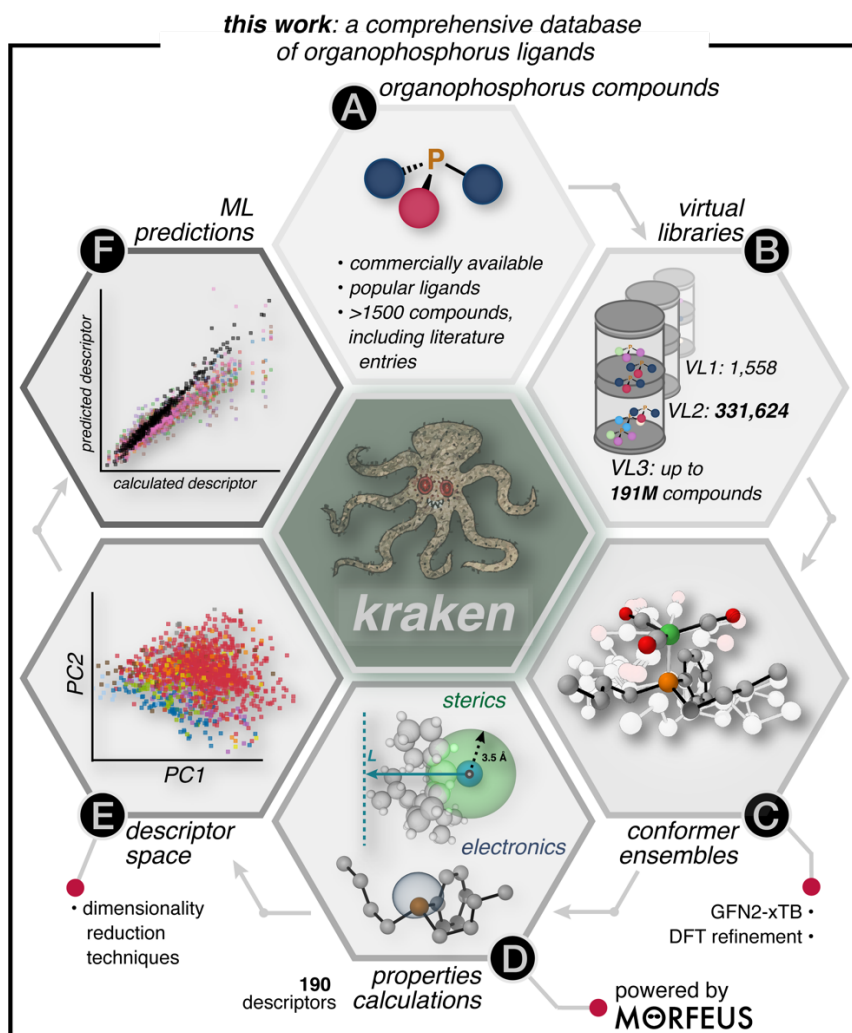 this work: a comprehensive database
of organophosphorus ligands
A
organophosphorus compounds
P
• commercially available
• popular ligands
• >1500 compounds,
including literature
entries
virtual
libraries
B
VL1: 1,558
VL2: 331,624
VL3: up to
191M compounds
C
conformer
ensembles
GFN2-xTB •
DFT refinement •
sterics
L
3.5 Å
electronics
D
properties
calculations
190
descriptors
powered by
MORFEUS
PC2
PC1
E
descriptor
space
• dimensionality
reduction
techniques
ML
predictions
F
predicted descriptor
calculated descriptor
kraken